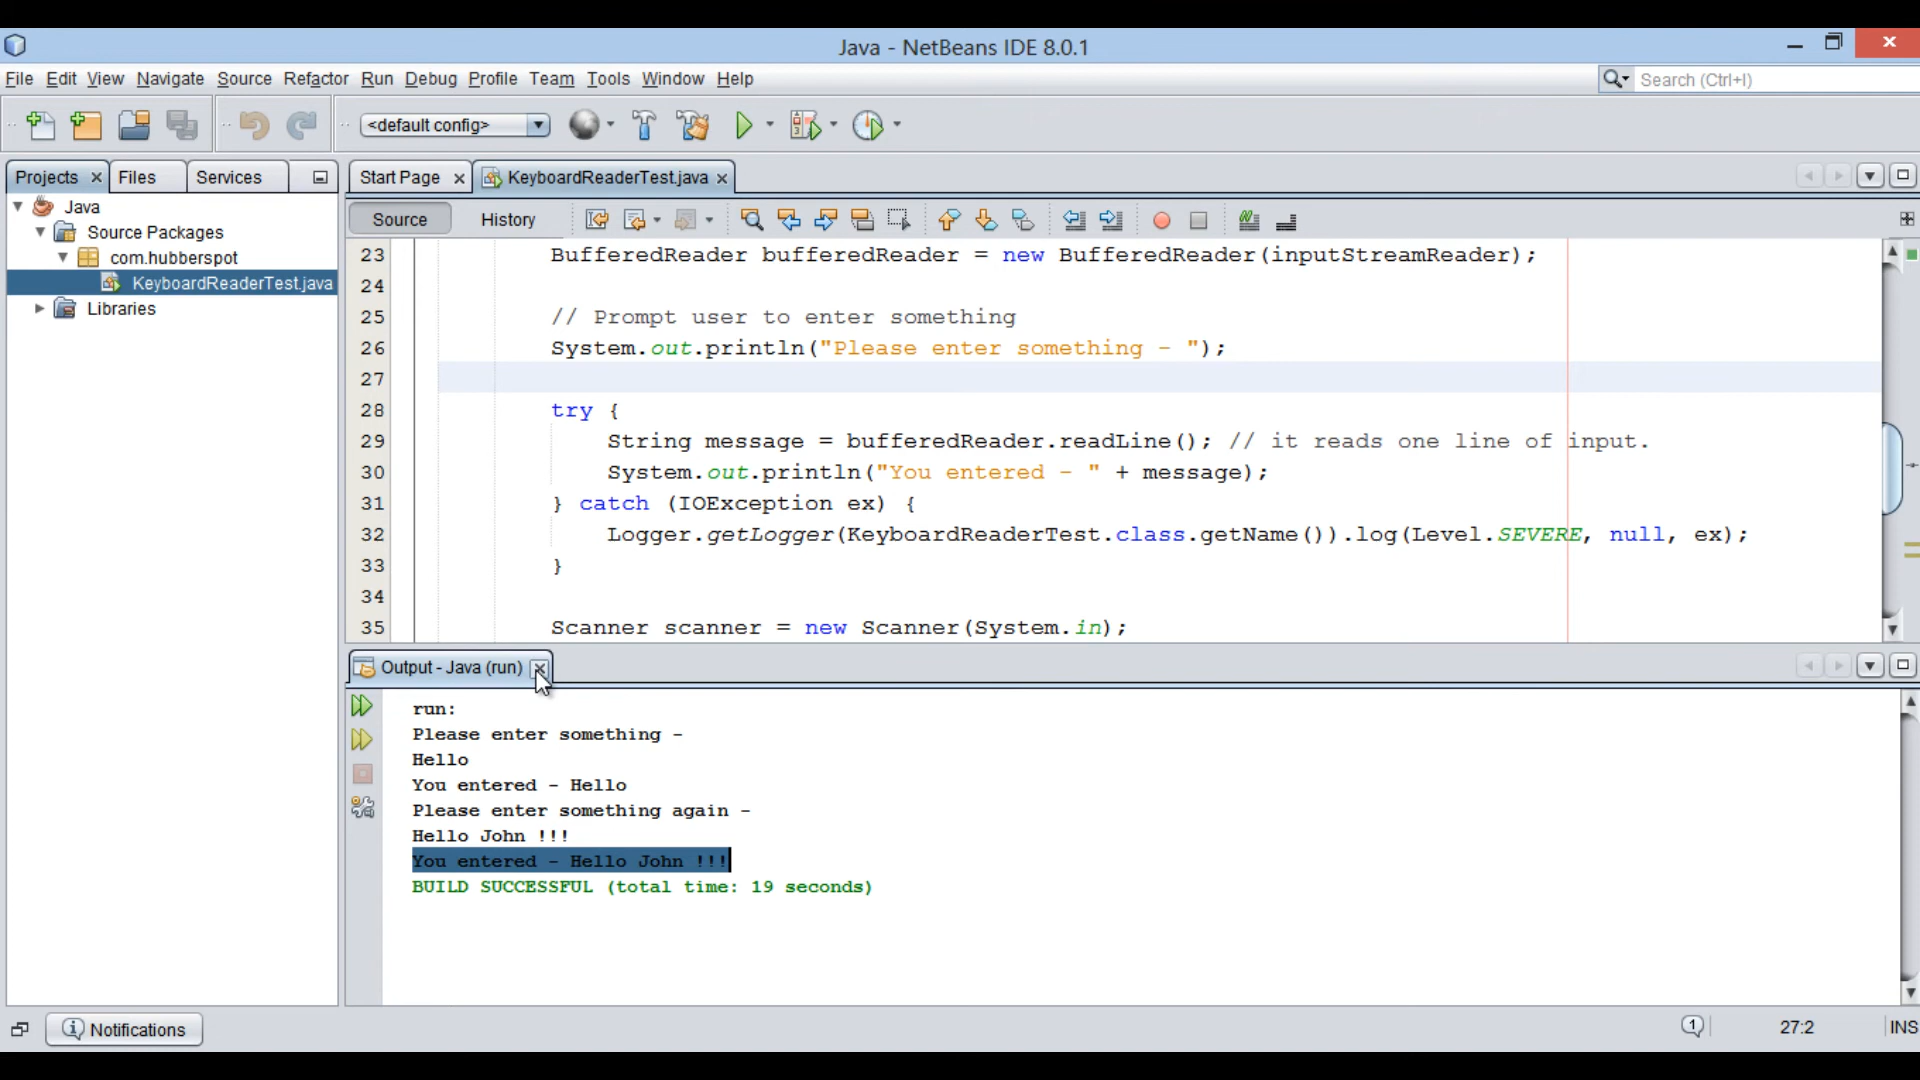 Java - NetBeans IDE 8.0.1
File Edit View Navigate Source Refactor Run Debug Profile Team Tools Window Help
Search (Ctrl+I)
<default config>
Projects Files Services
Start Page KeyboardReaderTest.java
Java
Source Packages
com.hubberspot
KeyboardReaderTest.java
Libraries
Source History
23 BufferedReader bufferedReader = new BufferedReader(inputStreamReader);
24
25 // Prompt user to enter something
26 System.out.println("Please enter something - ");
27
28 try {
29 String message = bufferedReader.readLine(); // it reads one line of input.
30 System.out.println("You entered - " + message);
31 } catch (IOException ex) {
32 Logger.getLogger(KeyboardReaderTest.class.getName()).log(Level.SEVERE, null, ex);
33 }
34
35 Scanner scanner = new Scanner(System.in);
Output - Java (run)
run:
Please enter something -
Hello
You entered - Hello
Please enter something again -
Hello John !!!
You entered - Hello John !!!
BUILD SUCCESSFUL (total time: 19 seconds)
Notifications
1
27:2
INS